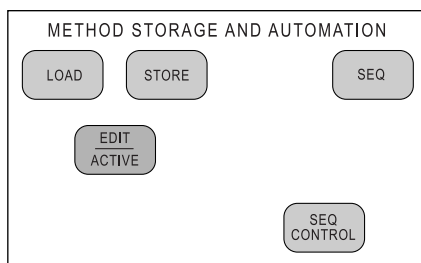 METHOD STORAGE AND AUTOMATION
LOAD STORE SEQ
EDIT
ACTIVE
SEQ
CONTROL